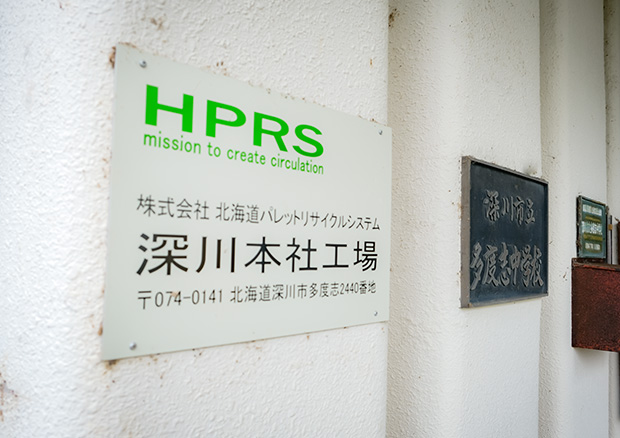 HPRS
mission to create circulation
株式会社 北海道パレットリサイクルシステム
深川本社工場
〒074-0141 北海道深川市多度志2440番地
深川市立
多度志中学校